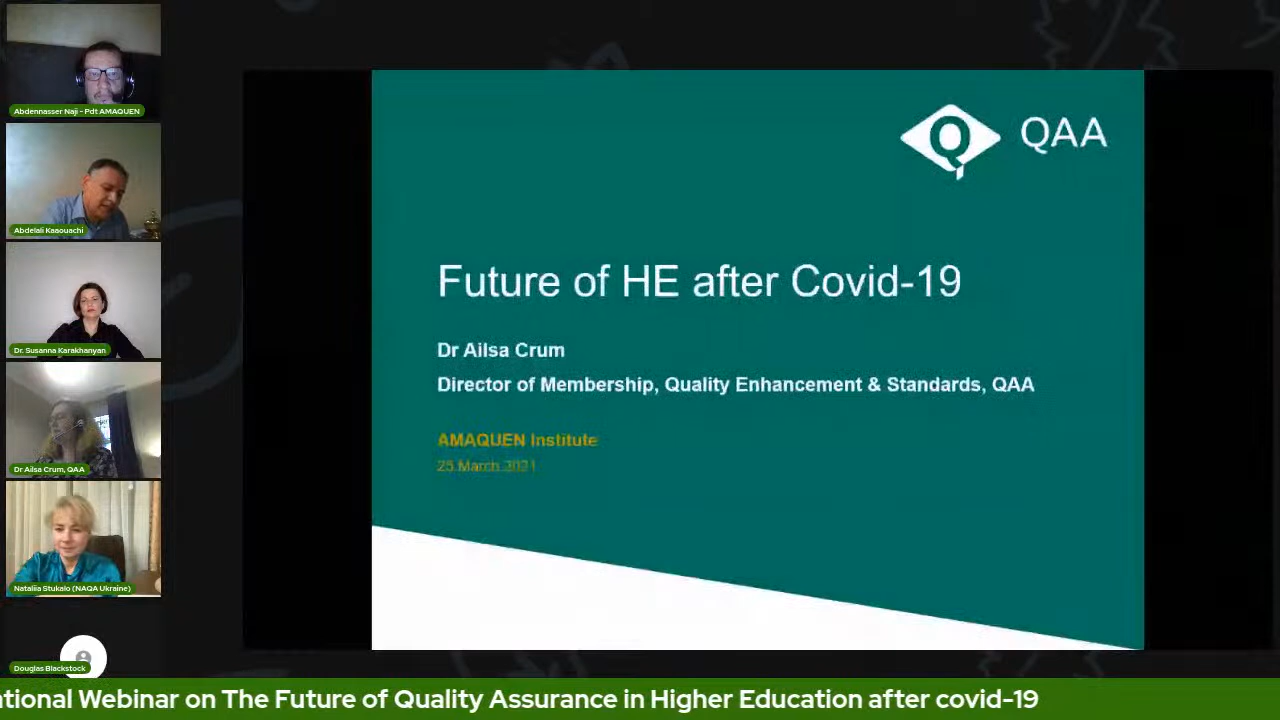 Abdennasser Naji - Pdt AMAQUEN
Abdelali Kaaouachi
Dr. Susanna Karakhanyan
Dr Ailsa Crum, QAA
Nataliia Stukalo (NAQA Ukraine)
Douglas Blackstock
QAA
Future of HE after Covid-19
Dr Ailsa Crum
Director of Membership, Quality Enhancement & Standards, QAA
AMAQUEN Institute
25 March 2021
ational Webinar on The Future of Quality Assurance in Higher Education after covid-19